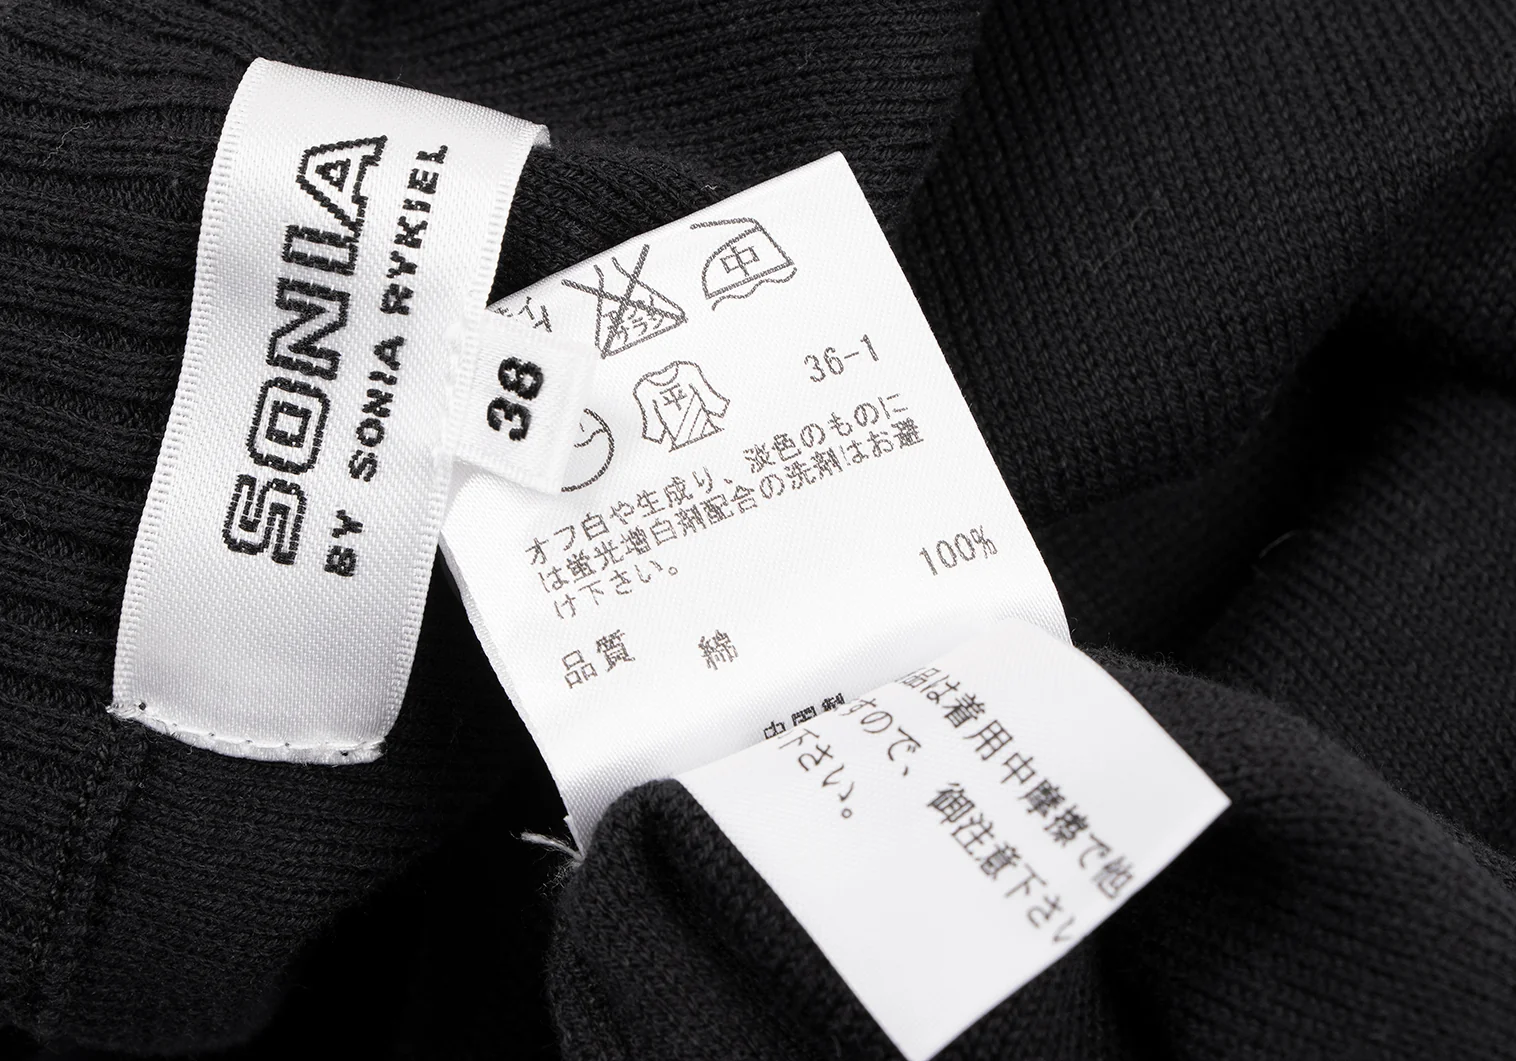 SONIA
BY SONIA RYKIEL
38
中
36-1
平
オフ白や生成り、淡色のものに
は蛍光増白剤配合の洗剤はお避
け下さい。
品質 綿 100%
中国製
品は着用中摩擦で他
すので、御注意下さい
下さい。